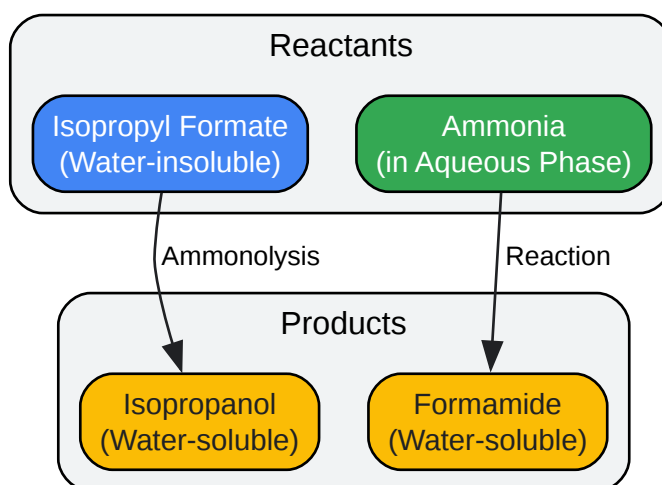 Reactants
Isopropyl Formate
(Water-insoluble)
Ammonia
(in Aqueous Phase)
Ammonolysis
Reaction
Products
Isopropanol
(Water-soluble)
Formamide
(Water-soluble)